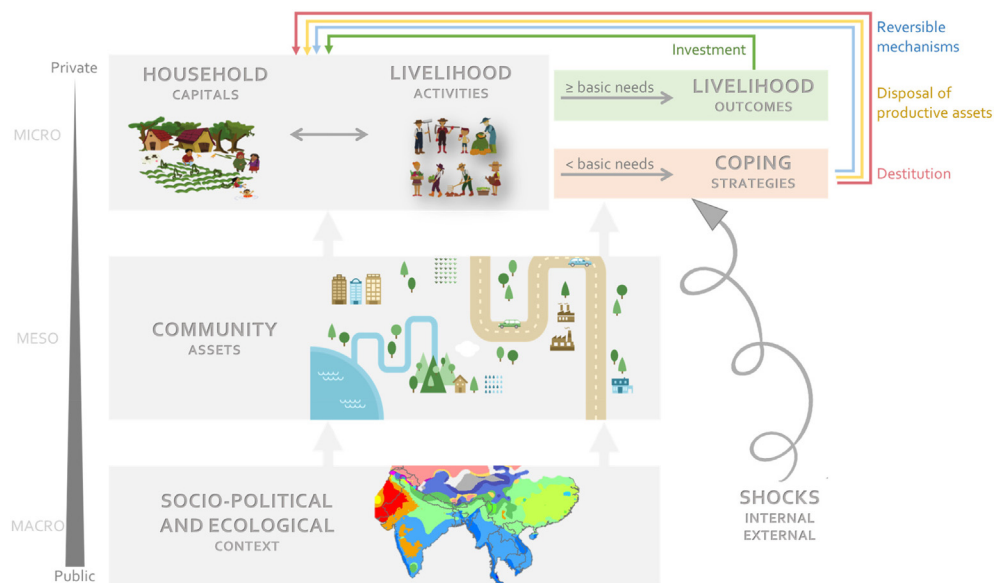 Private
MICRO
MESO
MACRO
Public
HOUSEHOLD
CAPITALS
LIVELIHOOD
ACTIVITIES
Investment
≥ basic needs
LIVELIHOOD
OUTCOMES
< basic needs
COPING
STRATEGIES
Reversible
mechanisms
Disposal of
productive assets
Destitution
COMMUNITY
ASSETS
SOCIO-POLITICAL
AND ECOLOGICAL
CONTEXT
SHOCKS
INTERNAL
EXTERNAL